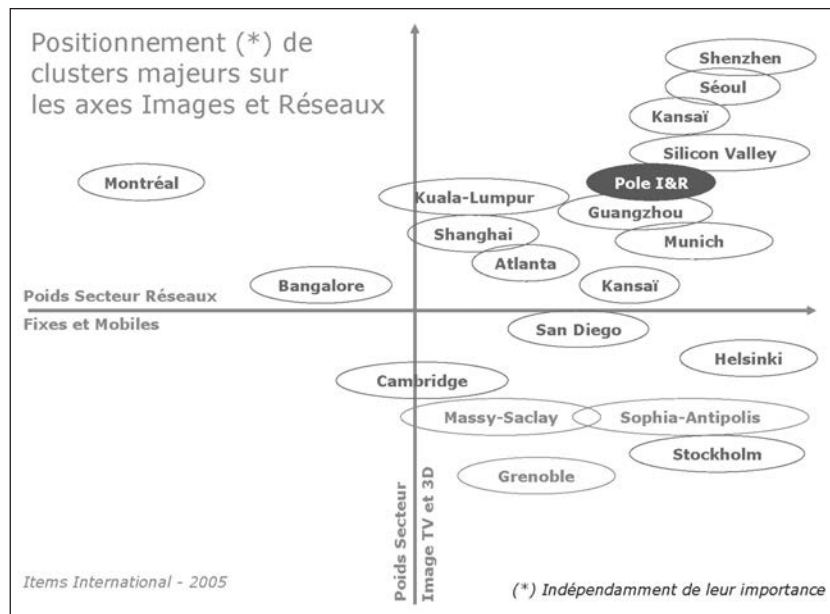 Positionnement (*) de
clusters majeurs sur
les axes Images et Réseaux
Shenzhen
Séoul
Kansaï
Silicon Valley
Montréal
Pole I&R
Kuala-Lumpur
Guangzhou
Shanghai
Munich
Atlanta
Bangalore
Kansaï
Poids Secteur Réseaux
Fixes et Mobiles
San Diego
Helsinki
Cambridge
Massy-Saclay
Sophia-Antipolis
Stockholm
Grenoble
Poids Secteur
Image TV et 3D
Items International - 2005
(*) Indépendamment de leur importance